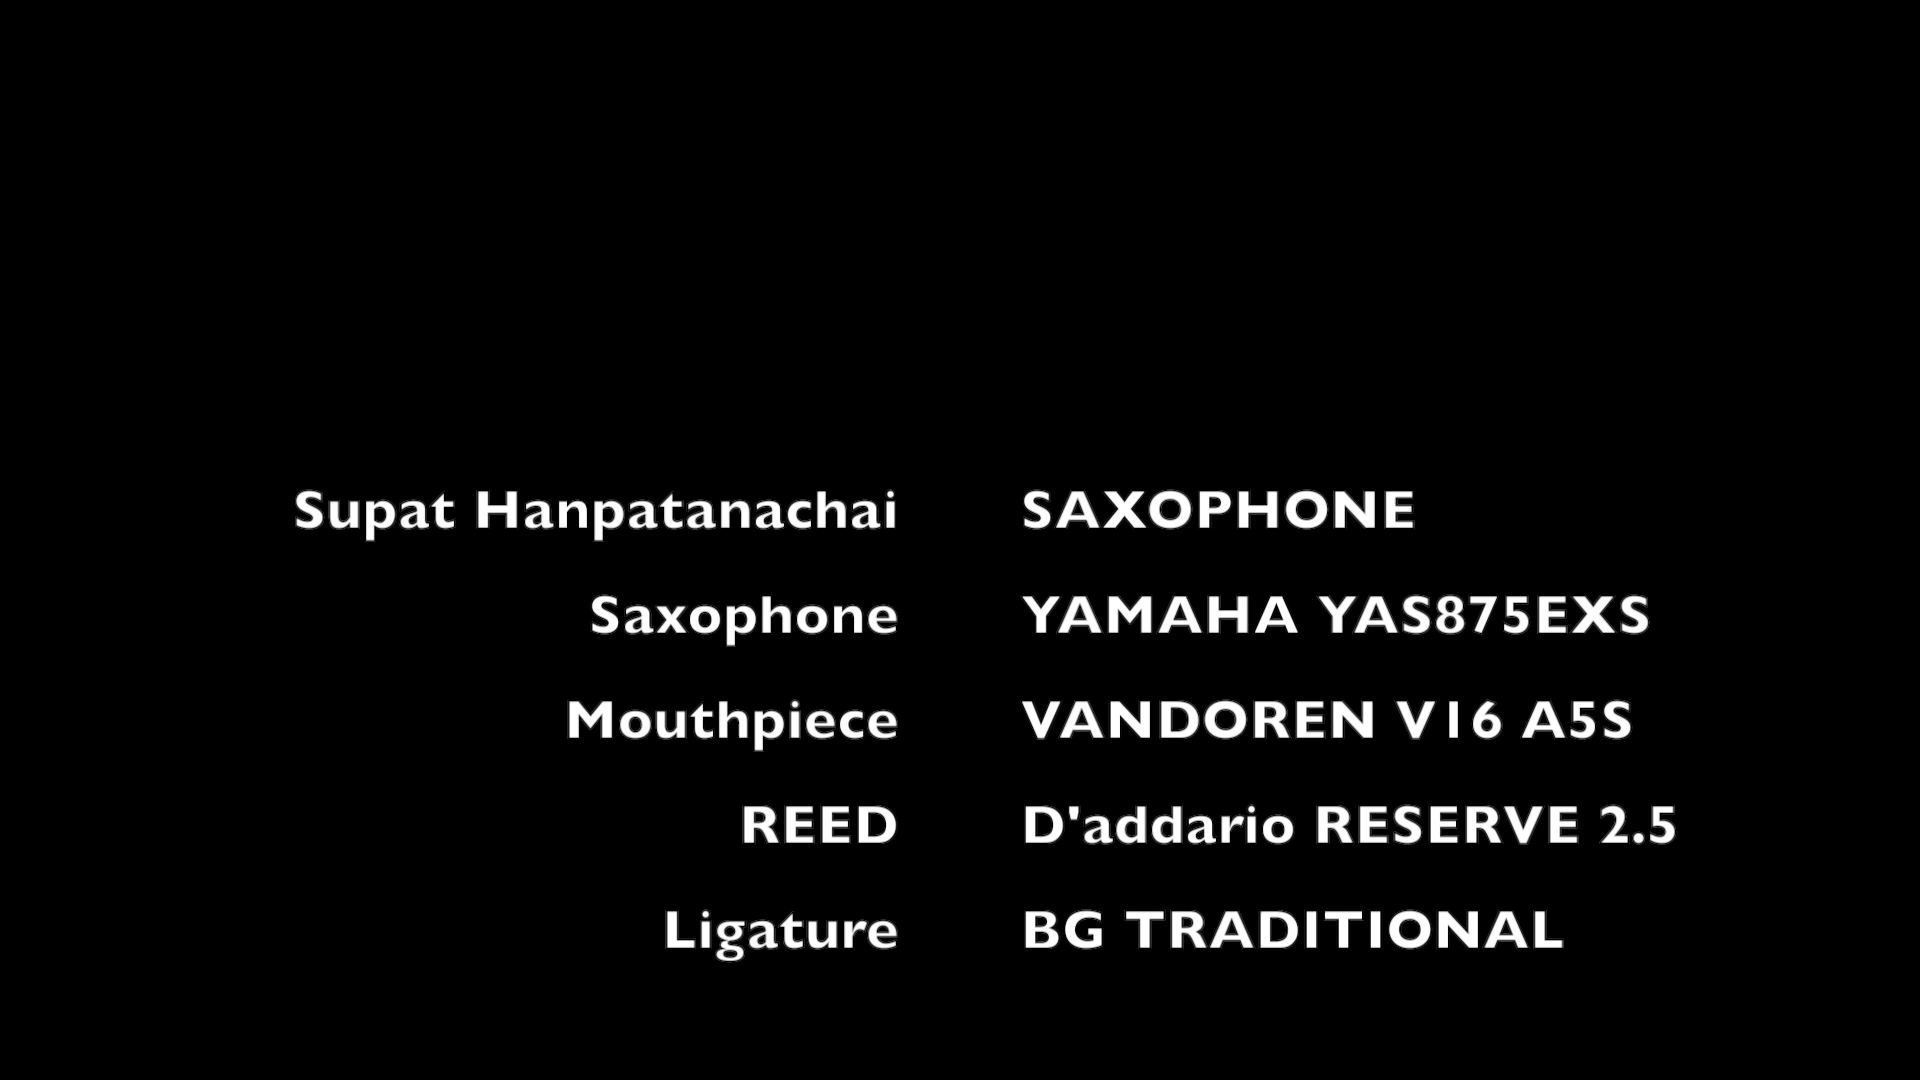 Supat Hanpatanachai SAXOPHONE
Saxophone YAMAHA YAS875EXS
Mouthpiece VANDOREN V16 A5S
REED D'addario RESERVE 2.5
Ligature BG TRADITIONAL